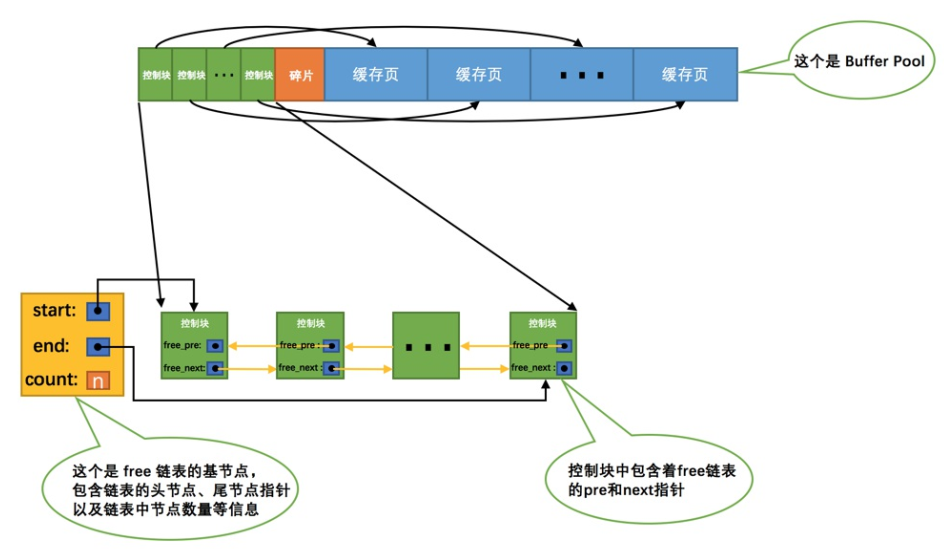 控制块 控制块 ··· 控制块 碎片 缓存页 缓存页 ··· 缓存页
这个是 Buffer Pool
start:
end:
count: n
控制块
free_pre:
free_next:
控制块
free_pre :
free_next :
···
控制块
free_pre
free_next :
这个是 free 链表的基节点,
包含链表的头节点、尾节点指针
以及链表中节点数量等信息
控制块中包含着free链表
的pre和next指针